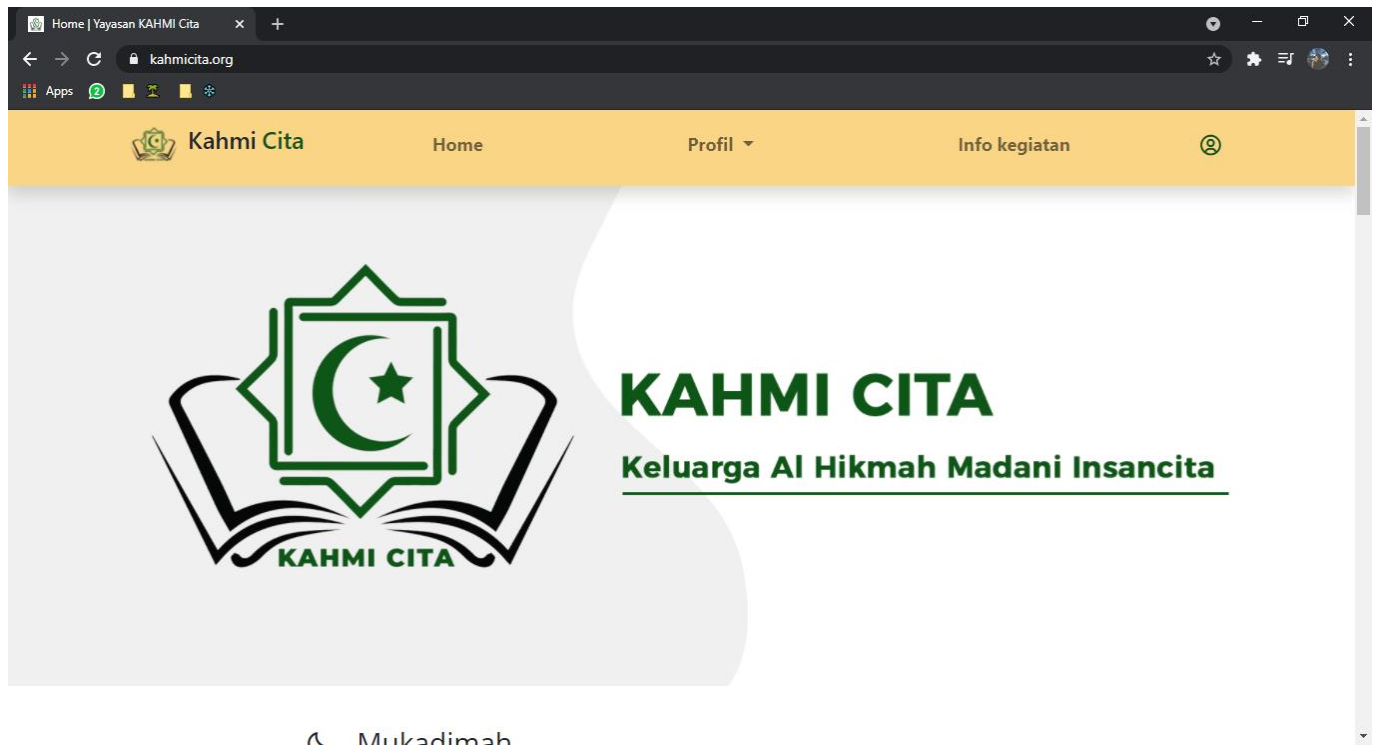 Home | Yayasan KAHMI Cita
kahmicita.org
Apps 2
Kahmi Cita Home Profil Info kegiatan
KAHMI CITA
Keluarga Al Hikmah Madani Insancita
KAHMI CITA
Mukadimah